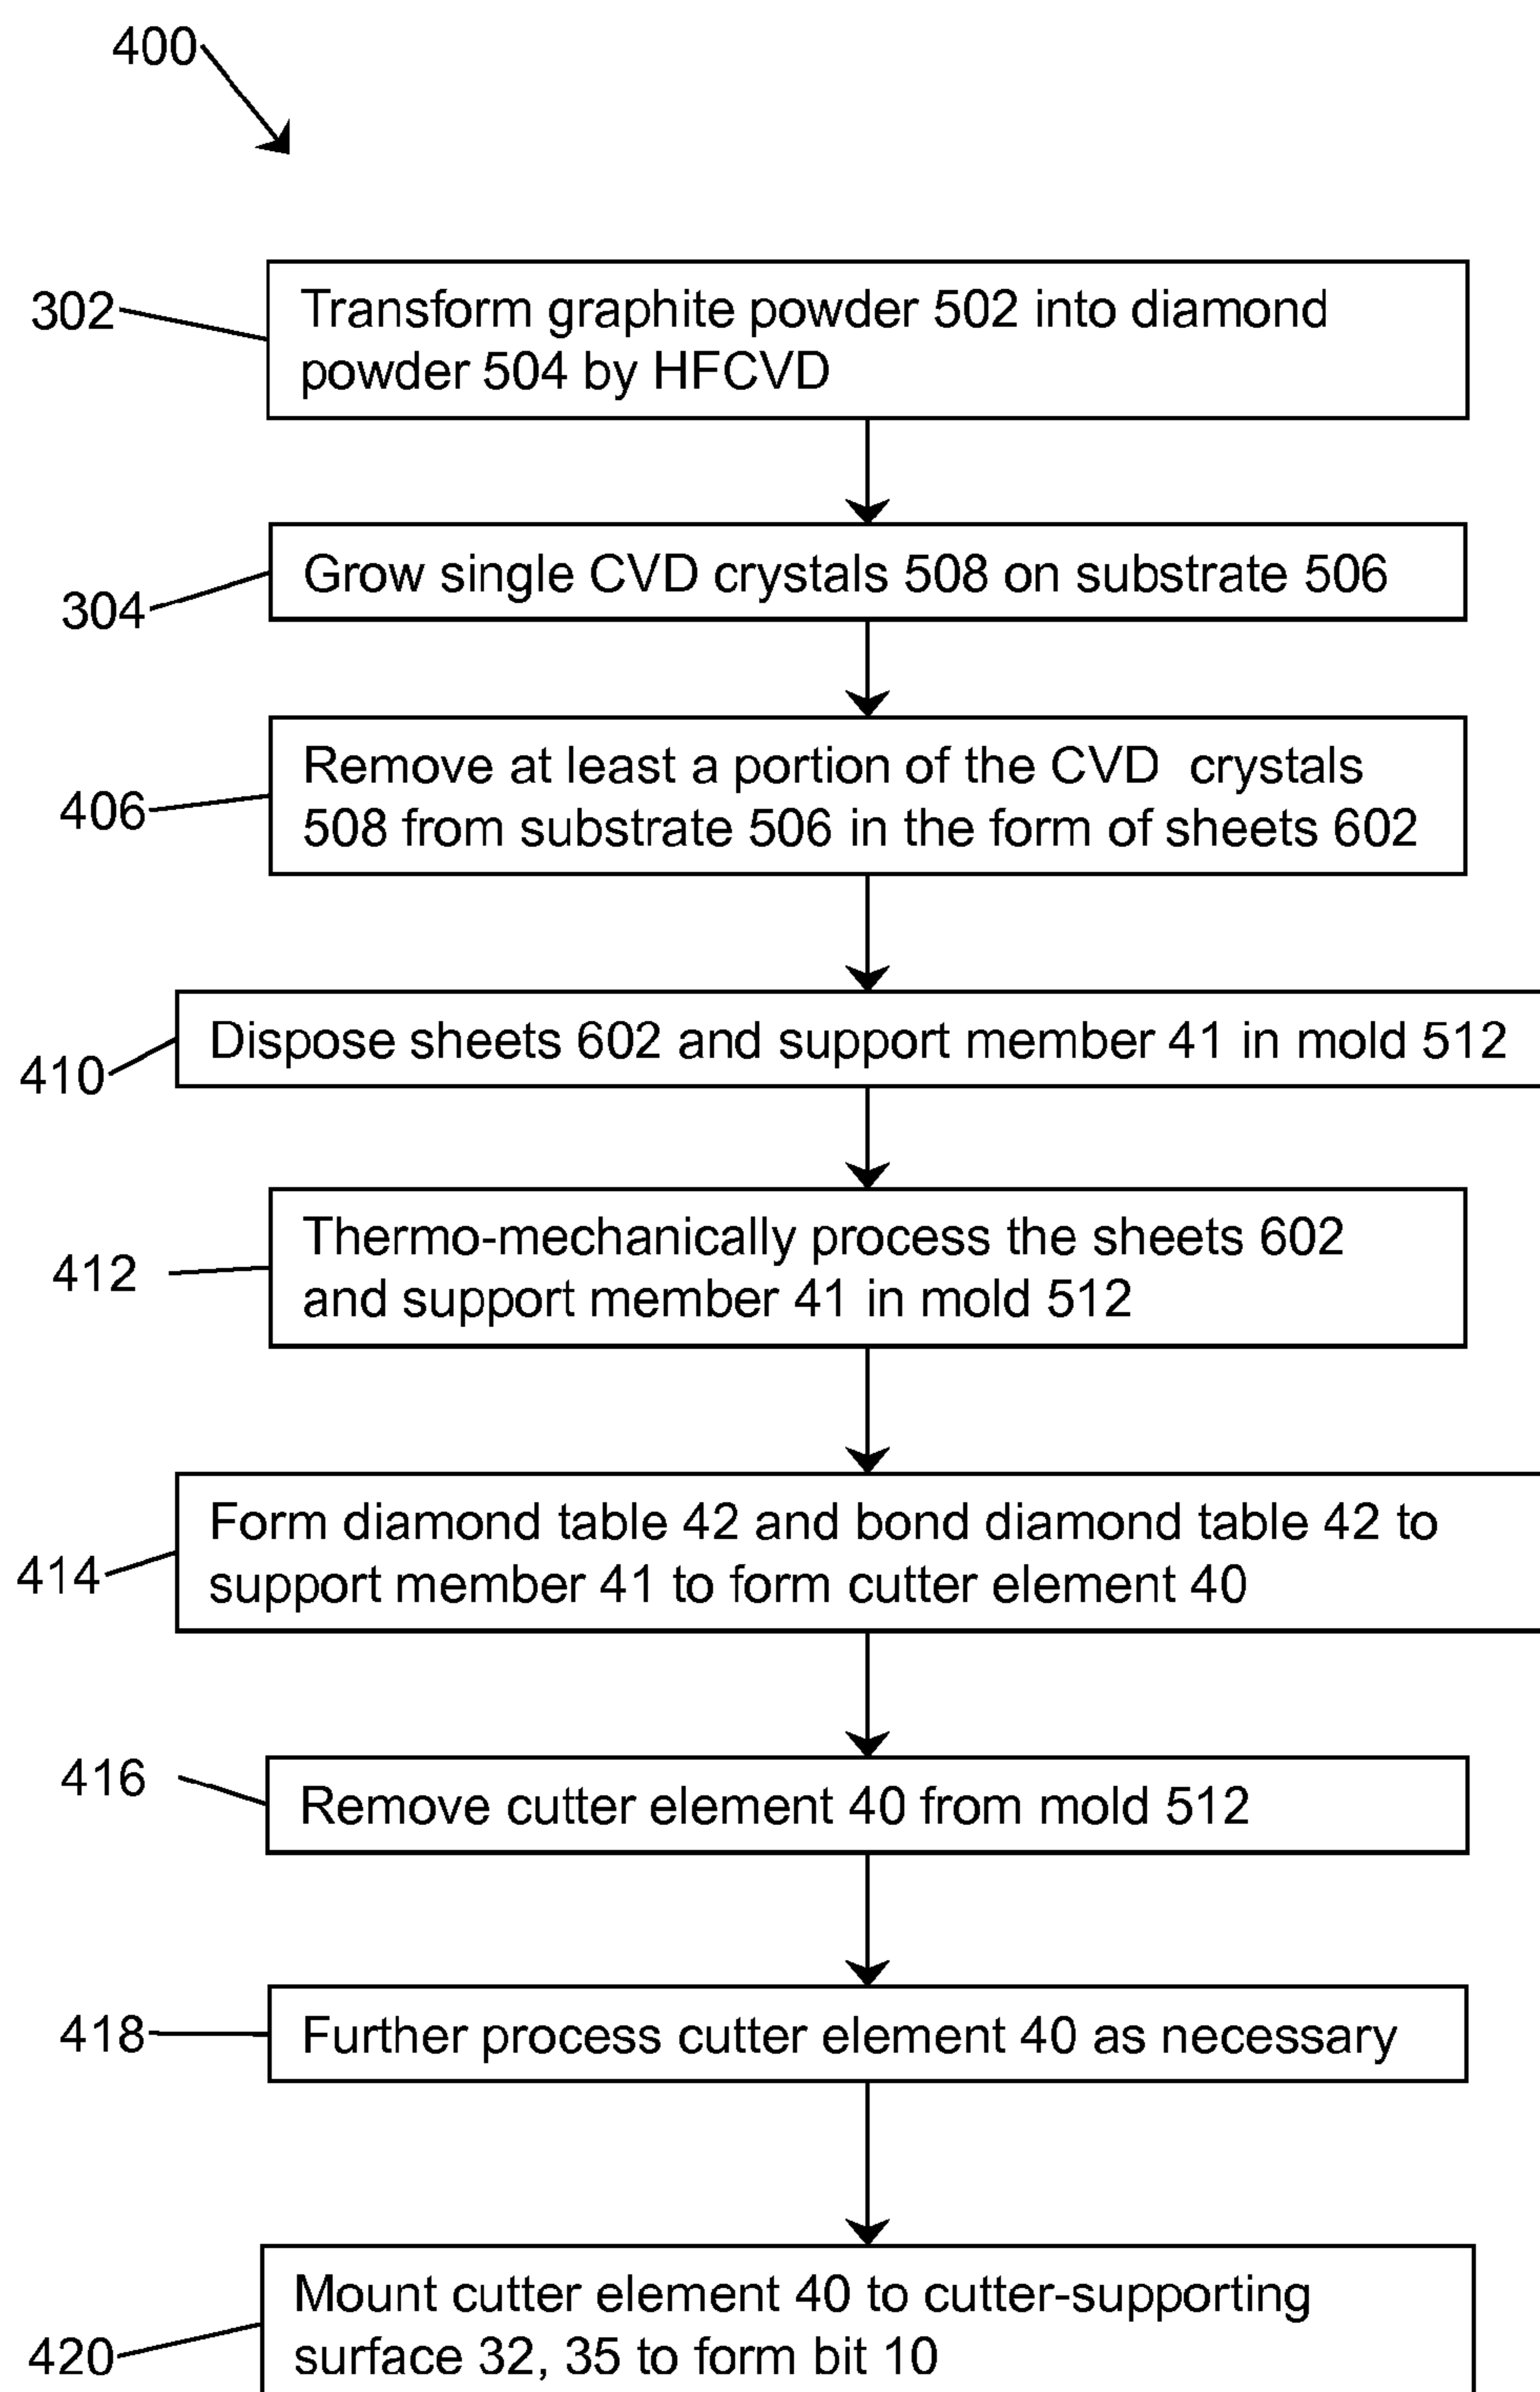 400
302
Transform graphite powder 502 into diamond
powder 504 by HFCVD
304
Grow single CVD crystals 508 on substrate 506
406
Remove at least a portion of the CVD crystals
508 from substrate 506 in the form of sheets 602
410
Dispose sheets 602 and support member 41 in mold 512
412
Thermo-mechanically process the sheets 602
and support member 41 in mold 512
414
Form diamond table 42 and bond diamond table 42 to
support member 41 to form cutter element 40
416
Remove cutter element 40 from mold 512
418
Further process cutter element 40 as necessary
420
Mount cutter element 40 to cutter-supporting
surface 32, 35 to form bit 10